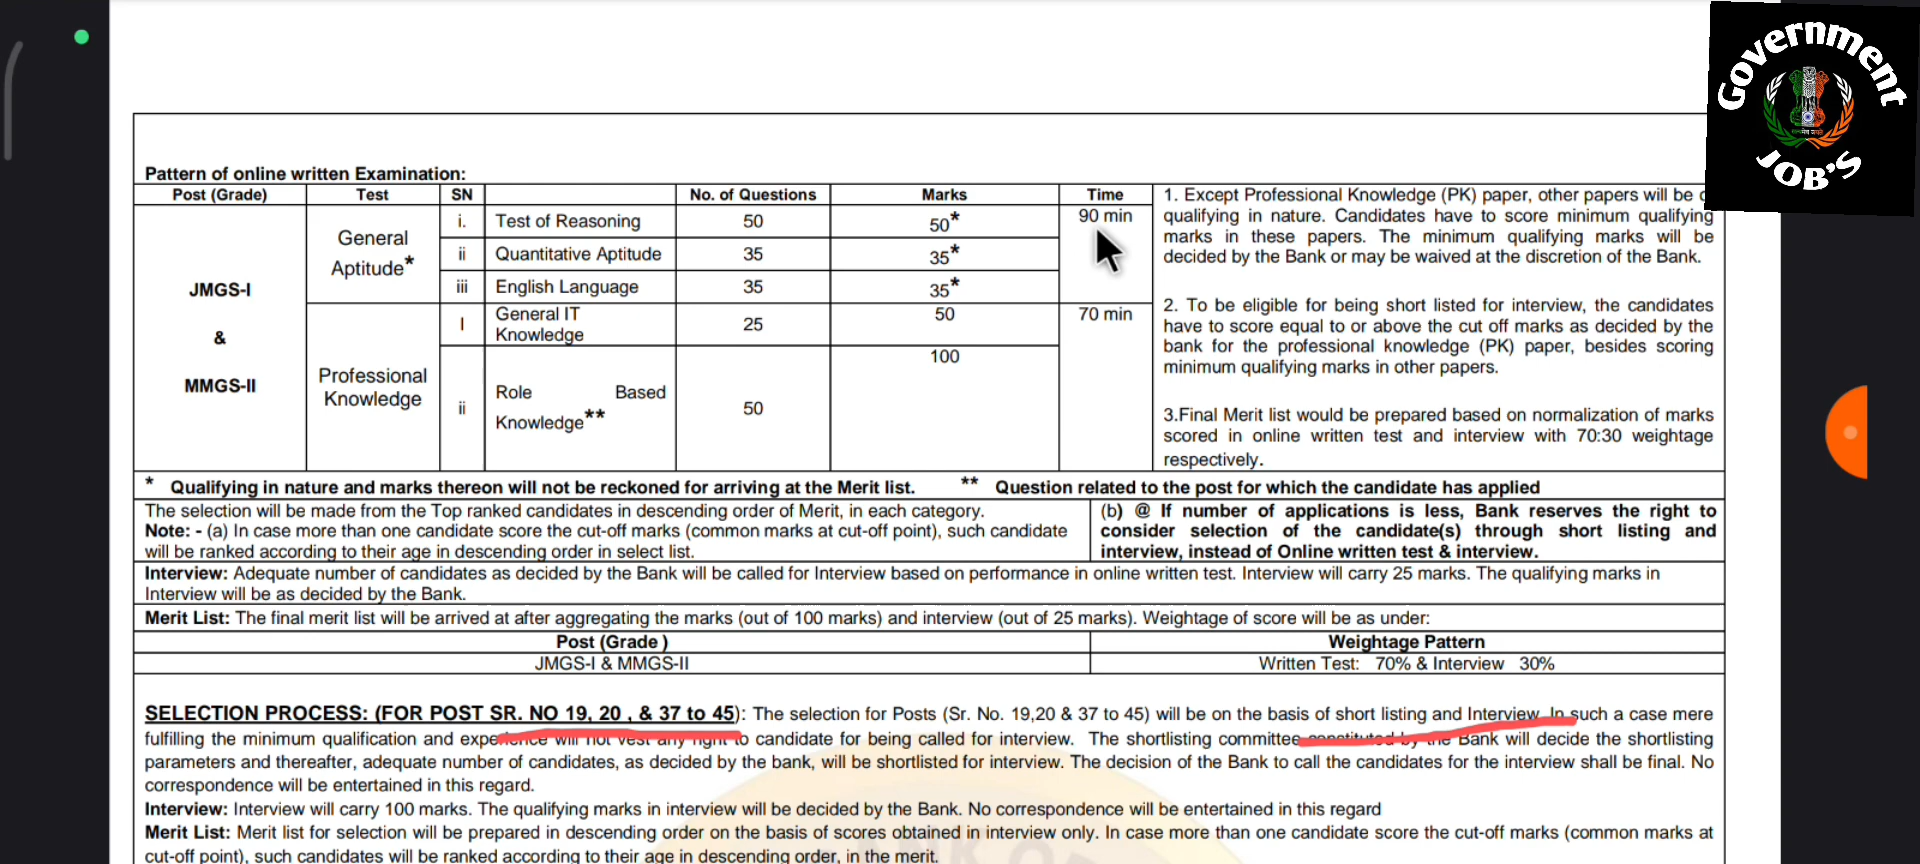 Government
JOB'S
Pattern of online written Examination:
Post (Grade) Test SN No. of Questions Marks Time
JMGS-I
&
MMGS-II
General
Aptitude*
i. Test of Reasoning 50 50*
ii Quantitative Aptitude 35 35*
iii English Language 35 35*
90 min
Professional
Knowledge
I General IT
Knowledge 25 50
ii Role Based
Knowledge** 50 100
70 min
1. Except Professional Knowledge (PK) paper, other papers will be
qualifying in nature. Candidates have to score minimum qualifying
marks in these papers. The minimum qualifying marks will be
decided by the Bank or may be waived at the discretion of the Bank.
2. To be eligible for being short listed for interview, the candidates
have to score equal to or above the cut off marks as decided by the
bank for the professional knowledge (PK) paper, besides scoring
minimum qualifying marks in other papers.
3.Final Merit list would be prepared based on normalization of marks
scored in online written test and interview with 70:30 weightage
respectively.
* Qualifying in nature and marks thereon will not be reckoned for arriving at the Merit list. ** Question related to the post for which the candidate has applied
The selection will be made from the Top ranked candidates in descending order of Merit, in each category.
Note: - (a) In case more than one candidate score the cut-off marks (common marks at cut-off point), such candidate
will be ranked according to their age in descending order in select list.
(b) @ If number of applications is less, Bank reserves the right to
consider selection of the candidate(s) through short listing and
interview, instead of Online written test & interview.
Interview: Adequate number of candidates as decided by the Bank will be called for Interview based on performance in online written test. Interview will carry 25 marks. The qualifying marks in
Interview will be as decided by the Bank.
Merit List: The final merit list will be arrived at after aggregating the marks (out of 100 marks) and interview (out of 25 marks). Weightage of score will be as under:
Post (Grade ) Weightage Pattern
JMGS-I & MMGS-II Written Test: 70% & Interview 30%
SELECTION PROCESS: (FOR POST SR. NO 19, 20 , & 37 to 45): The selection for Posts (Sr. No. 19,20 & 37 to 45) will be on the basis of short listing and Interview. In such a case mere
fulfilling the minimum qualification and experience will not vest any right to candidate for being called for interview. The shortlisting committee constituted by the Bank will decide the shortlisting
parameters and thereafter, adequate number of candidates, as decided by the bank, will be shortlisted for interview. The decision of the Bank to call the candidates for the interview shall be final. No
correspondence will be entertained in this regard.
Interview: Interview will carry 100 marks. The qualifying marks in interview will be decided by the Bank. No correspondence will be entertained in this regard
Merit List: Merit list for selection will be prepared in descending order on the basis of scores obtained in interview only. In case more than one candidate score the cut-off marks (common marks at
cut-off point), such candidates will be ranked according to their age in descending order, in the merit.